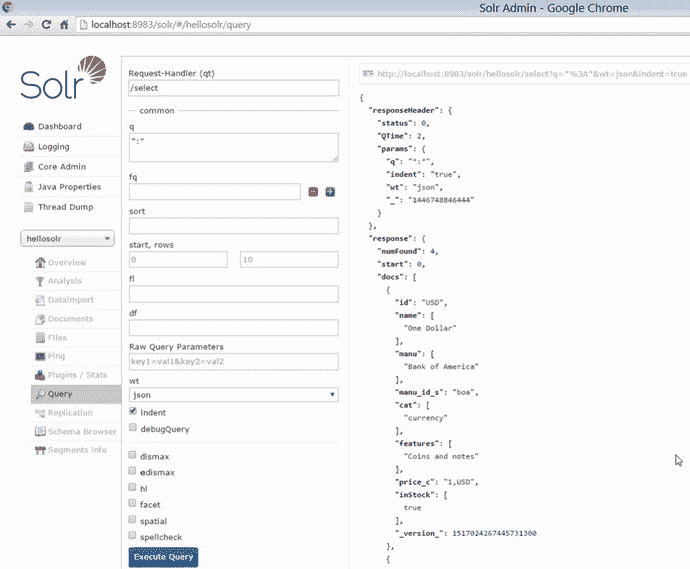 Solr Admin - Google Chrome
localhost:8983/solr/#/hellosolr/query
Solr
Dashboard
Logging
Core Admin
Java Properties
Thread Dump
hellosolr
Overview
Analysis
Dataimport
Documents
Files
Ping
Plugins / Stats
Query
Replication
Schema Browser
Segments info
Request-Handler (qt)
/select
common
q
"*:*"
fq
sort
start, rows
0
10
fl
df
Raw Query Parameters
key1=val1&key2=val2
wt
json
indent
debugQuery
dismax
edismax
hl
facet
spatial
spellcheck
Execute Query
http://localhost:8983/solr/hellosolr/select?q=*%3A*&wt=json&indent=true
{
"responseHeader": {
"status": 0,
"QTime": 2,
"params": {
"q": "*:*",
"indent": "true",
"wt": "json",
"_": "1446748846444"
}
},
"response": {
"numFound": 4,
"start": 0,
"docs": [
{
"id": "USD",
"name": [
"One Dollar"
],
"manu": [
"Bank of America"
],
"manu_id_s": "boa",
"cat": [
"currency"
],
"features": [
"Coins and notes"
],
"price_c": "1,USD",
"inStock": [
true
],
"_version_": 1517024267445731300
},
{